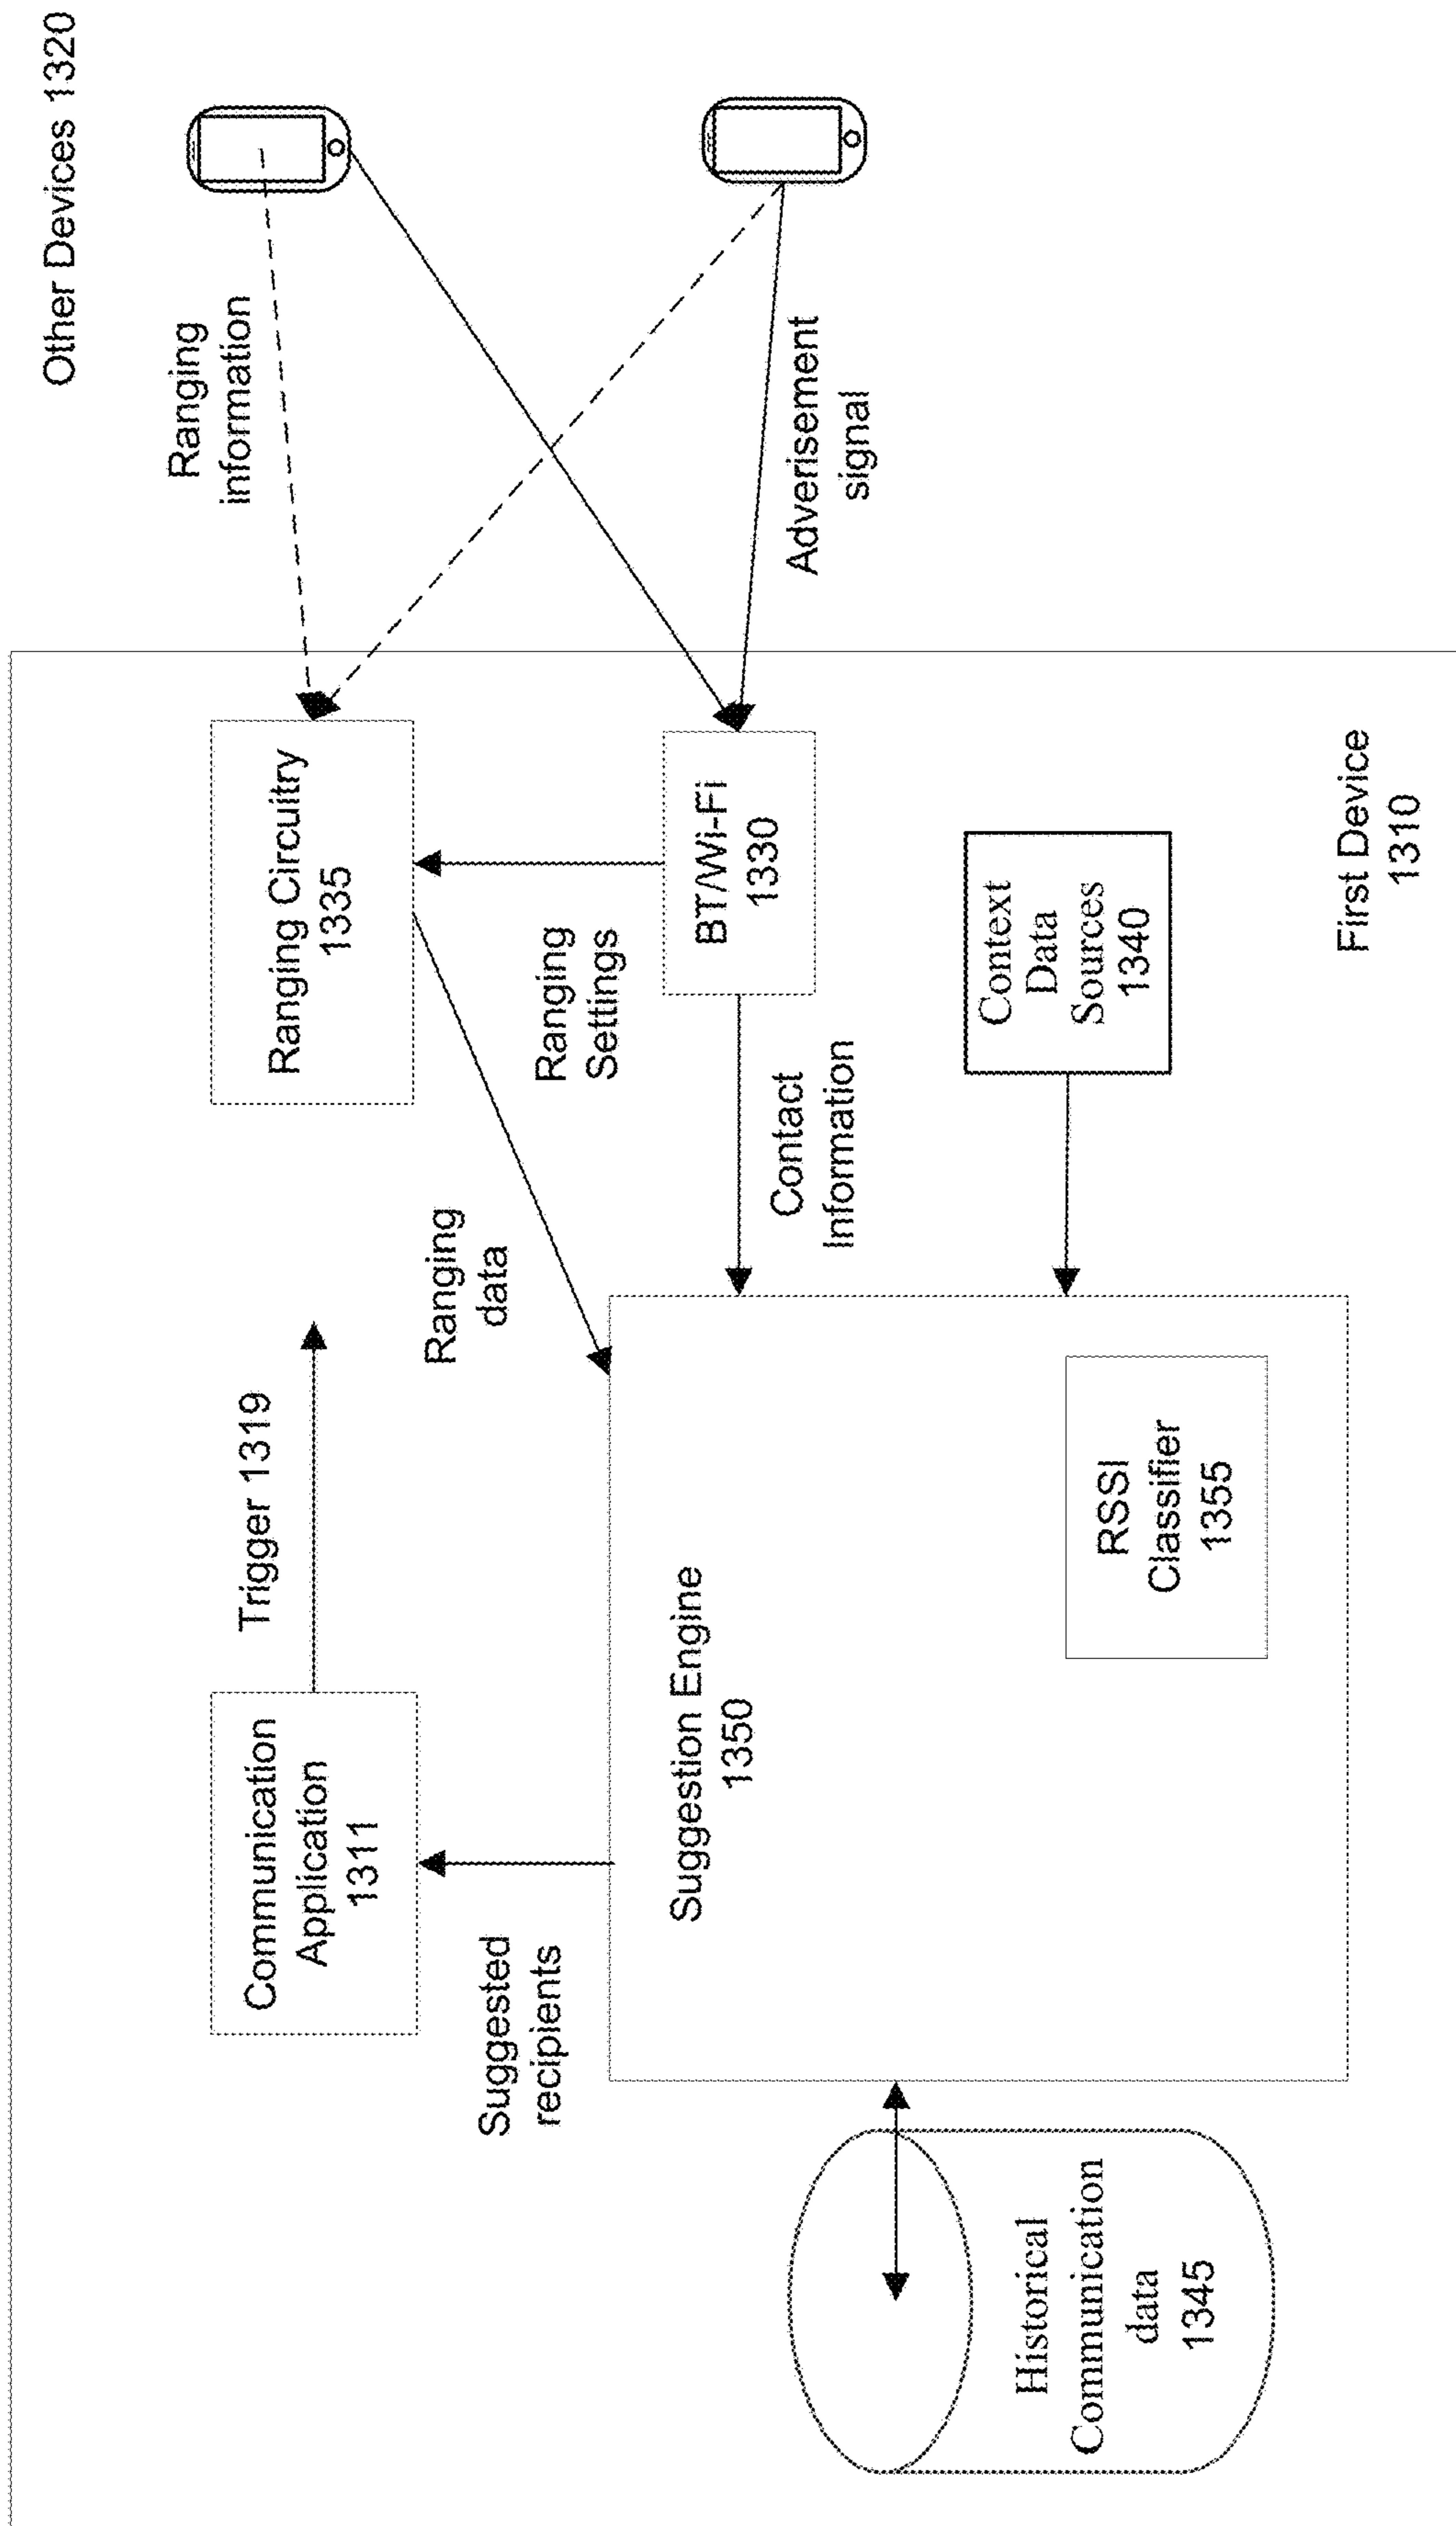 Other Devices 1320
Ranging
information
Adverisement
signal
Ranging Circuitry
1335
Ranging
Settings
BT/Wi-Fi
1330
Contact
Information
Context
Data
Sources
1340
First Device
1310
Ranging
data
Trigger 1319
Communication
Application
1311
Suggested
recipients
Suggestion Engine
1350
RSSI
Classifier
1355
Historical
Communication
data
1345